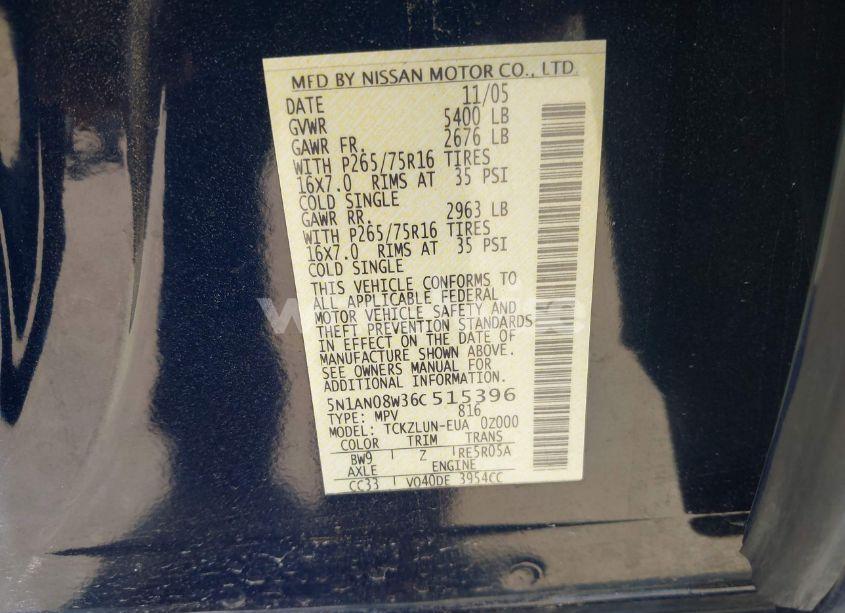 MFD BY NISSAN MOTOR CO., LTD.
DATE 11/05
GVWR 5400 LB
GAWR FR. 2676 LB
WITH P265/75R16 TIRES
16X7.0 RIMS AT 35 PSI
COLD SINGLE
GAWR RR. 2963 LB
WITH P265/75R16 TIRES
16X7.0 RIMS AT 35 PSI
COLD SINGLE
THIS VEHICLE CONFORMS TO
ALL APPLICABLE FEDERAL
MOTOR VEHICLE SAFETY AND
THEFT PREVENTION STANDARDS
IN EFFECT ON THE DATE OF
MANUFACTURE SHOWN ABOVE.
SEE OWNERS MANUAL FOR
ADDITIONAL INFORMATION.
5N1AN08W36C 515396
TYPE: MPV 816
MODEL: TCKZLUN-EUA 0Z000
COLOR TRIM TRANS
BW9 Z RE5R05A
AXLE ENGINE
CC33 VQ40DE 3954CC